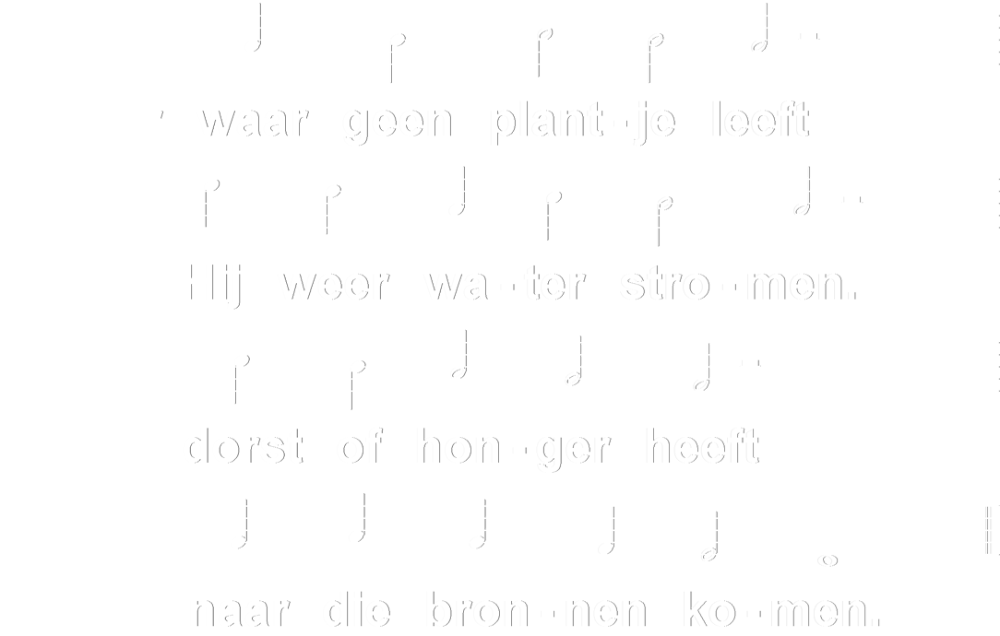 waar geen plant-je leeft
Hij weer wa-ter stro-men.
dorst of hon-ger heeft
naar die bron-nen ko-men.